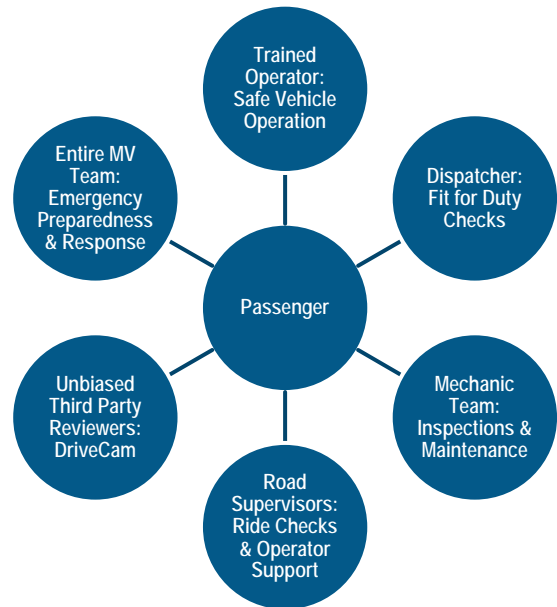 Trained
Operator:
Safe Vehicle
Operation
Entire MV
Team:
Emergency
Preparedness
& Response
Dispatcher:
Fit for Duty
Checks
Passenger
Unbiased
Third Party
Reviewers:
DriveCam
Mechanic
Team:
Inspections &
Maintenance
Road
Supervisors:
Ride Checks
& Operator
Support